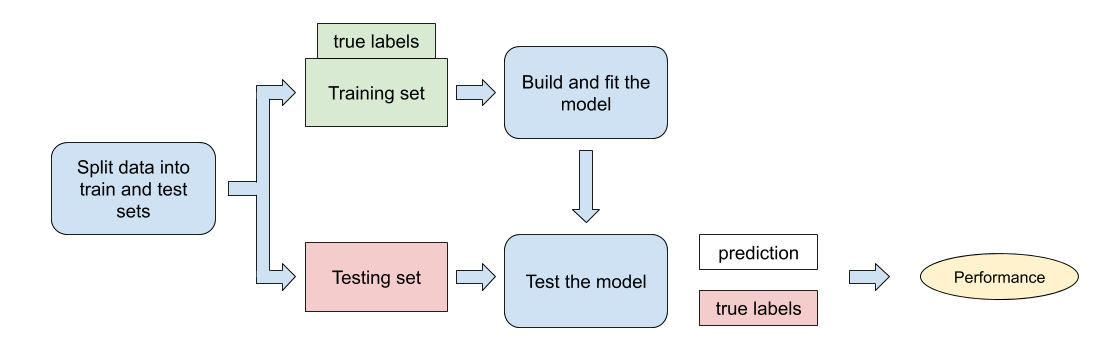 true labels
Training set
Build and fit the
model
Split data into
train and test
sets
Testing set
Test the model
prediction
true labels
Performance